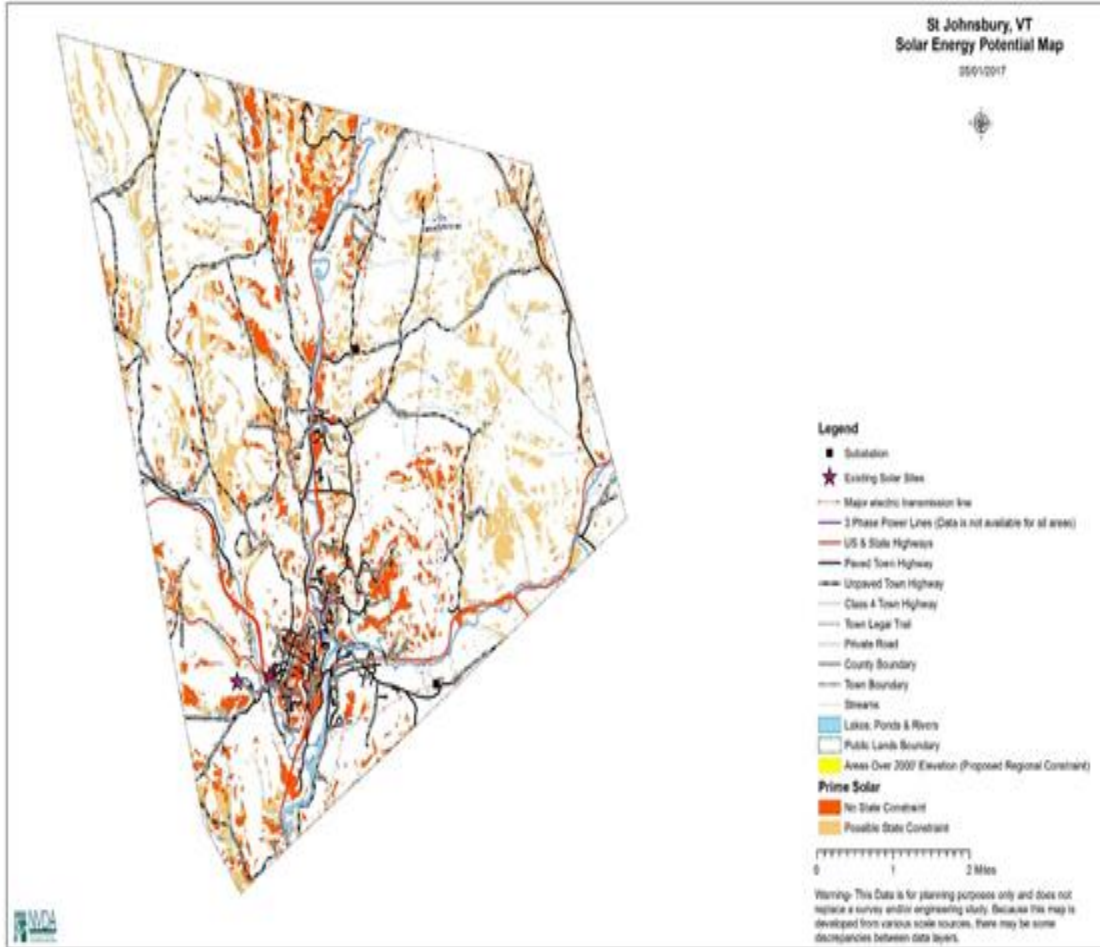 St Johnsbury, VT
Solar Energy Potential Map
05/01/2017
Legend
Substation
Existing Solar Sites
Major electric transmission line
3 Phase Power Lines (Data is not available for all areas)
US & State Highways
Paved Town Highway
Unpaved Town Highway
Class 4 Town Highway
Town Legal Trail
Private Road
County Boundary
Town Boundary
Streams
Lakes, Ponds & Rivers
Public Lands Boundary
Areas Over 2000' Elevation (Proposed Regional Constraint)
Prime Solar
No State Constraint
Possible State Constraint
0 1 2 Miles
Warning- This Data is for planning purposes only and does not
replace a survey and/or engineering study. Because this map is
developed from various scale sources, there may be some
discrepancies between data layers.
NVDA